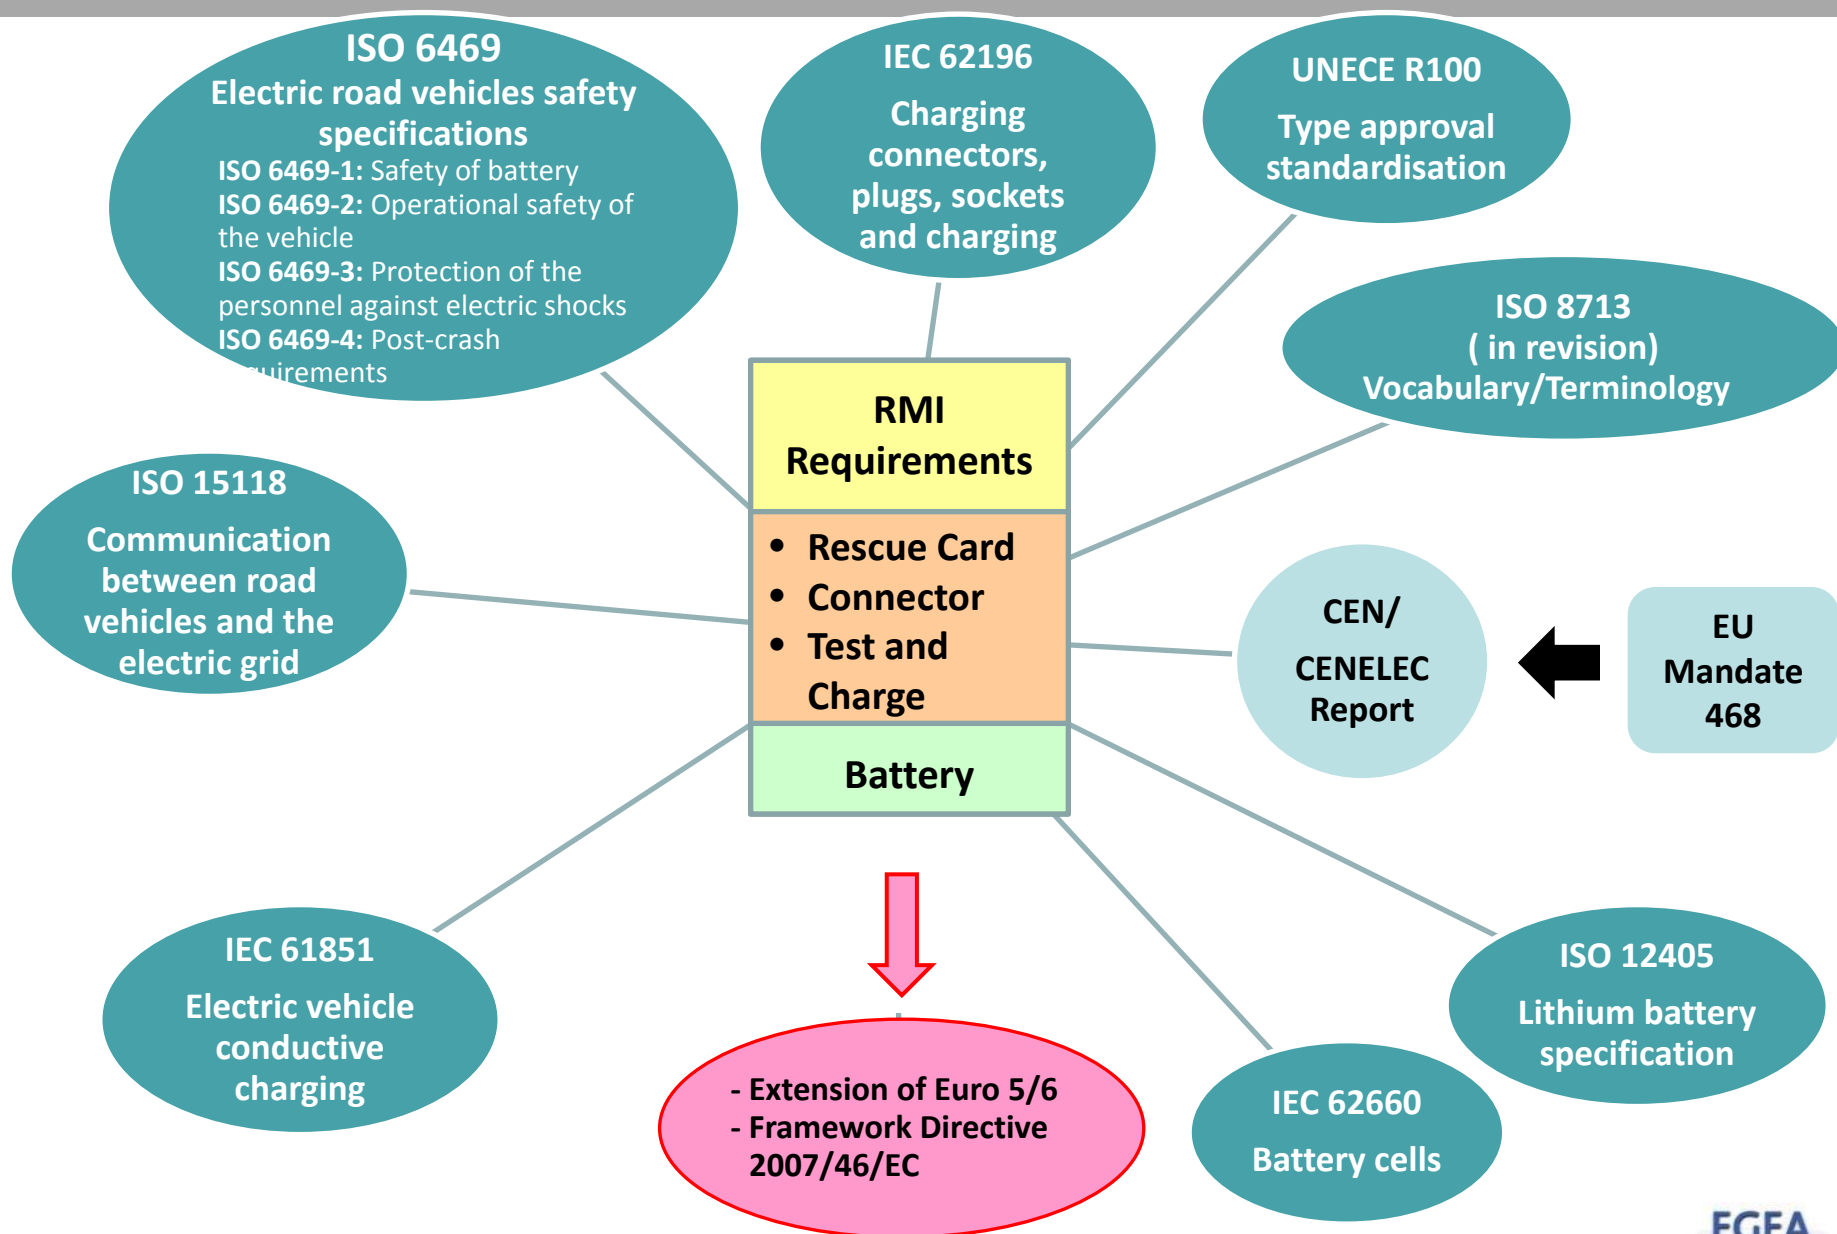 ISO 6469
Electric road vehicles safety
specifications
ISO 6469-1: Safety of battery
ISO 6469-2: Operational safety of
the vehicle
ISO 6469-3: Protection of the
personnel against electric shocks
ISO 6469-4: Post-crash
requirements
IEC 62196
Charging
connectors,
plugs, sockets
and charging
UNECE R100
Type approval
standardisation
ISO 8713
( in revision)
Vocabulary/Terminology
RMI
Requirements
• Rescue Card
• Connector
• Test and
Charge
Battery
ISO 15118
Communication
between road
vehicles and the
electric grid
CEN/
CENELEC
Report
EU
Mandate
468
IEC 61851
Electric vehicle
conductive
charging
- Extension of Euro 5/6
- Framework Directive
2007/46/EC
ISO 12405
Lithium battery
specification
IEC 62660
Battery cells
EGEA